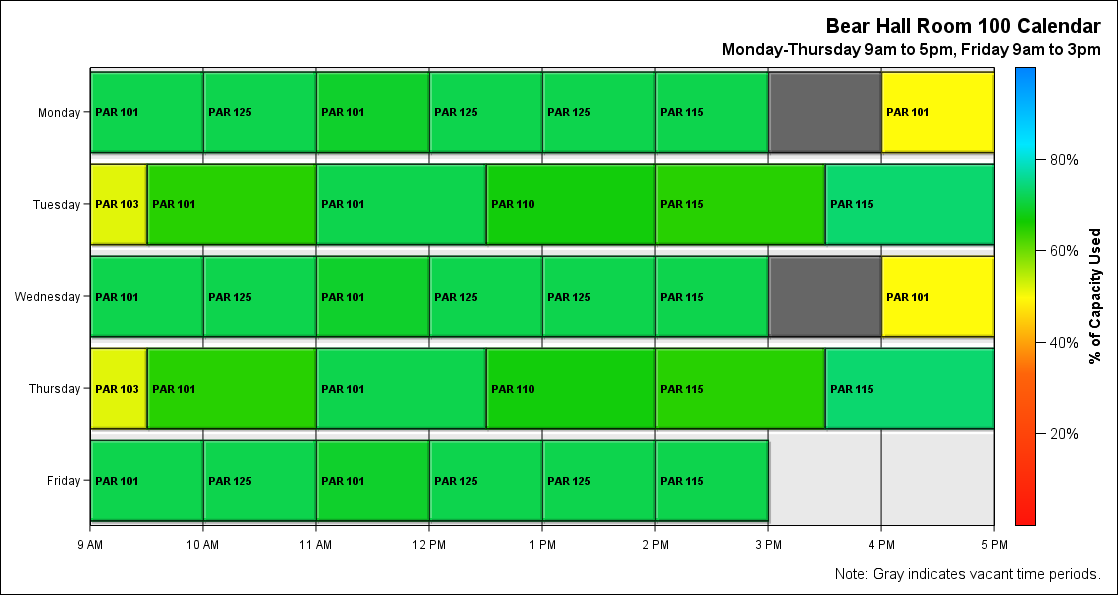 Bear Hall Room 100 Calendar
Monday-Thursday 9am to 5pm, Friday 9am to 3pm
Monday
PAR 101 PAR 125 PAR 101 PAR 125 PAR 125 PAR 115 PAR 101
Tuesday
PAR 103 PAR 101 PAR 101 PAR 110 PAR 115 PAR 115
Wednesday
PAR 101 PAR 125 PAR 101 PAR 125 PAR 125 PAR 115 PAR 101
Thursday
PAR 103 PAR 101 PAR 101 PAR 110 PAR 115 PAR 115
Friday
PAR 101 PAR 125 PAR 101 PAR 125 PAR 125 PAR 115
9 AM 10 AM 11 AM 12 PM 1 PM 2 PM 3 PM 4 PM 5 PM
80%
60%
40%
20%
% of Capacity Used
Note: Gray indicates vacant time periods.